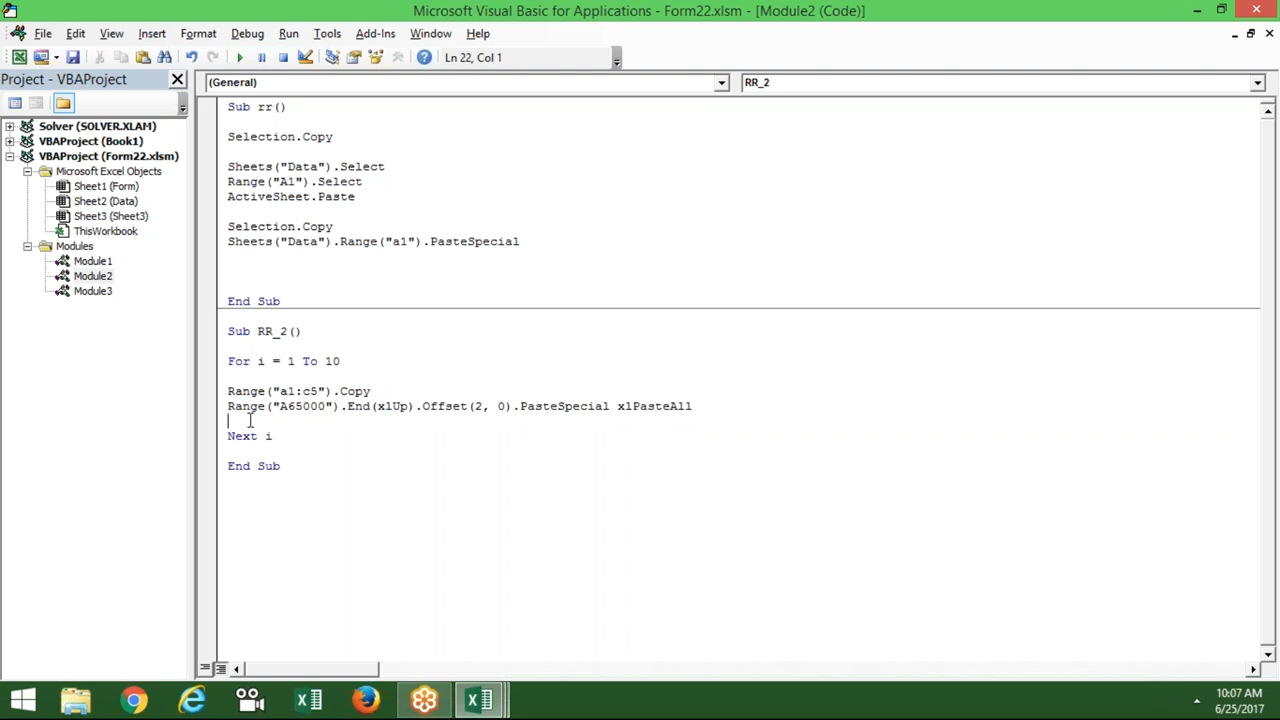 Microsoft Visual Basic for Applications - Form22.xlsm - [Module2 (Code)]
File Edit View Insert Format Debug Run Tools Add-Ins Window Help
Ln 22, Col 1
Project - VBAProject
(General) RR_2
Solver (SOLVER.XLAM)
VBAProject (Book1)
VBAProject (Form22.xlsm)
Microsoft Excel Objects
Sheet1 (Form)
Sheet2 (Data)
Sheet3 (Sheet3)
ThisWorkbook
Modules
Module1
Module2
Module3
Sub rr()
Selection.Copy
Sheets("Data").Select
Range("A1").Select
ActiveSheet.Paste
Selection.Copy
Sheets("Data").Range("a1").PasteSpecial
End Sub
Sub RR_2()
For i = 1 To 10
Range("a1:c5").Copy
Range("A65000").End(xlUp).Offset(2, 0).PasteSpecial xlPasteAll
Next i
End Sub
10:07 AM
6/25/2017